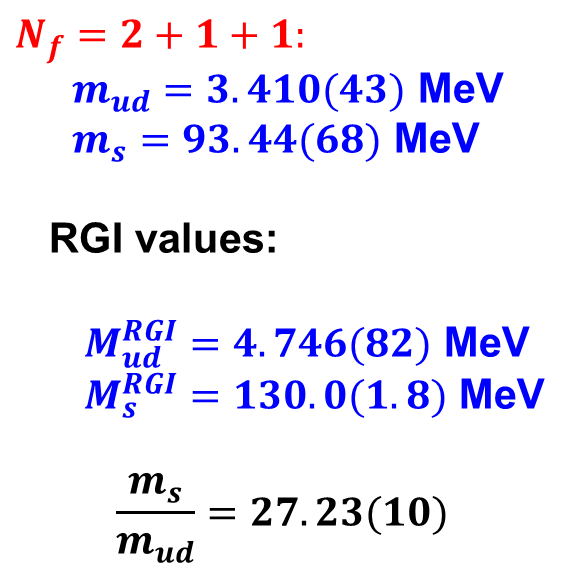 N_f = 2 + 1 + 1:
m_ud = 3.410(43) MeV
m_s = 93.44(68) MeV
RGI values:
M_ud^RGI = 4.746(82) MeV
M_s^RGI = 130.0(1.8) MeV
m_s/m_ud = 27.23(10)